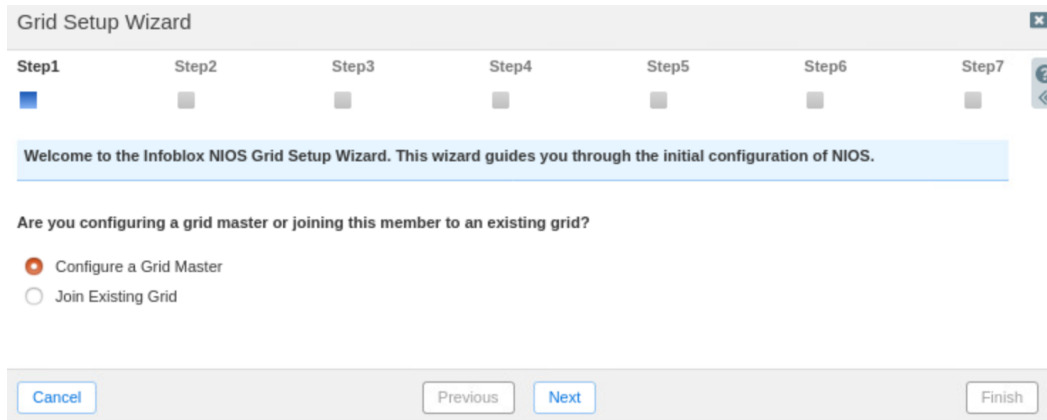 Grid Setup Wizard
Step1 Step2 Step3 Step4 Step5 Step6 Step7
Welcome to the Infoblox NIOS Grid Setup Wizard. This wizard guides you through the initial configuration of NIOS.
Are you configuring a grid master or joining this member to an existing grid?
Configure a Grid Master
Join Existing Grid
Cancel Previous Next Finish